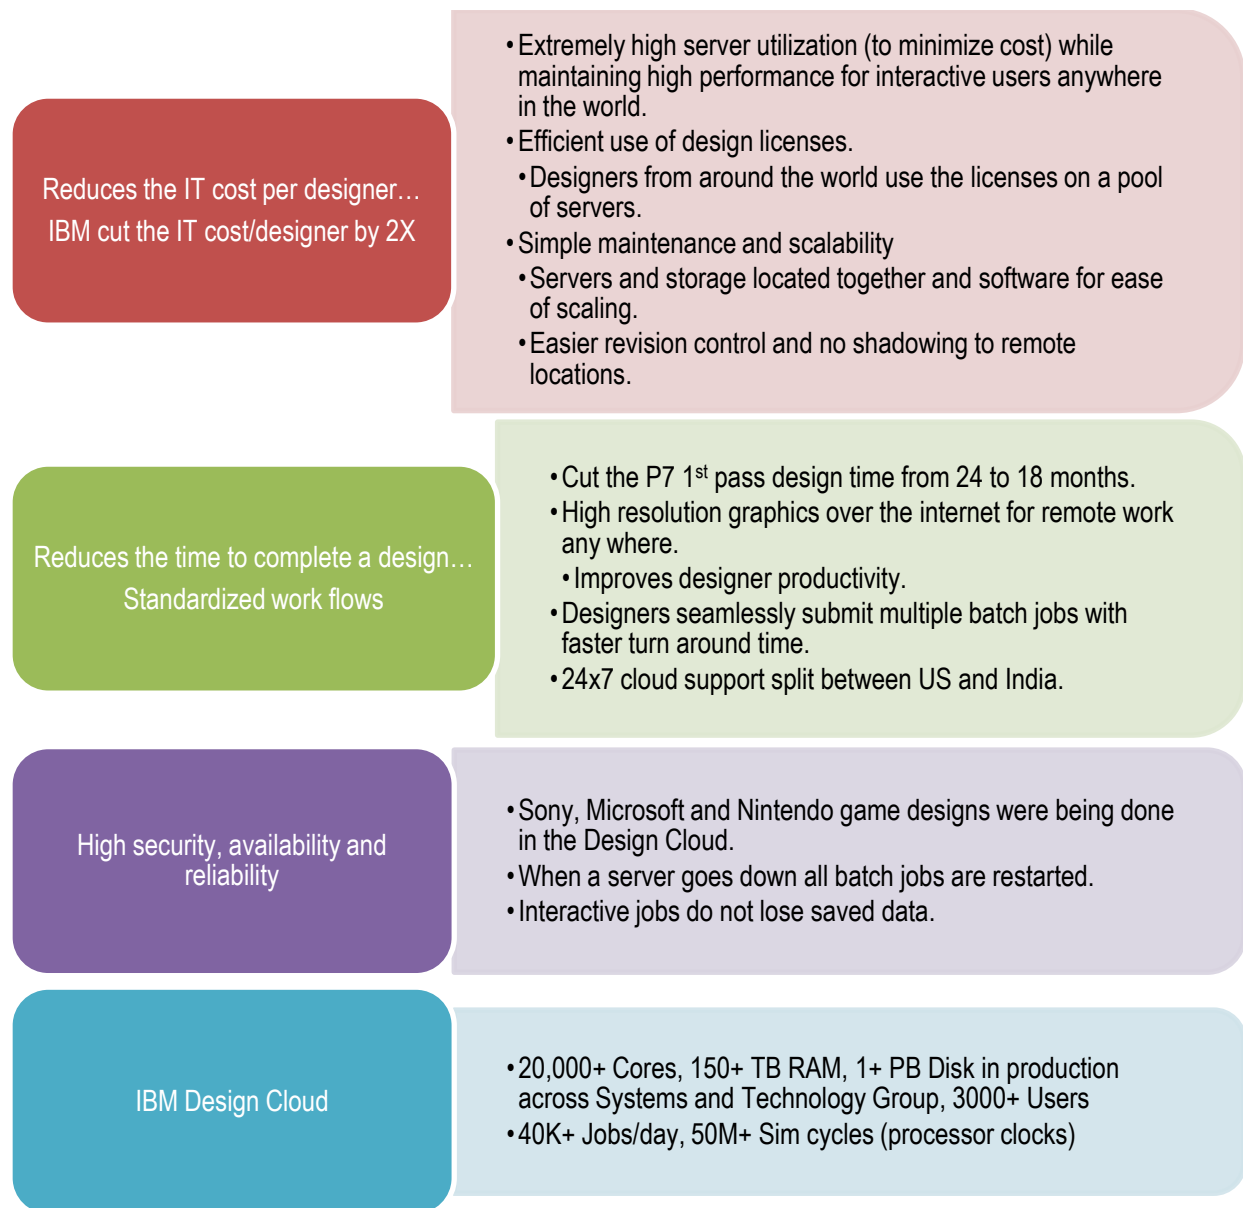 Reduces the IT cost per designer…
IBM cut the IT cost/designer by 2X
•Extremely high server utilization (to minimize cost) while
maintaining high performance for interactive users anywhere
in the world.
•Efficient use of design licenses.
•Designers from around the world use the licenses on a pool
of servers.
•Simple maintenance and scalability
•Servers and storage located together and software for ease
of scaling.
•Easier revision control and no shadowing to remote
locations.
Reduces the time to complete a design…
Standardized work flows
•Cut the P7 1st pass design time from 24 to 18 months.
•High resolution graphics over the internet for remote work
any where.
•Improves designer productivity.
•Designers seamlessly submit multiple batch jobs with
faster turn around time.
•24x7 cloud support split between US and India.
High security, availability and
reliability
•Sony, Microsoft and Nintendo game designs were being done
in the Design Cloud.
•When a server goes down all batch jobs are restarted.
•Interactive jobs do not lose saved data.
IBM Design Cloud
•20,000+ Cores, 150+ TB RAM, 1+ PB Disk in production
across Systems and Technology Group, 3000+ Users
•40K+ Jobs/day, 50M+ Sim cycles (processor clocks)